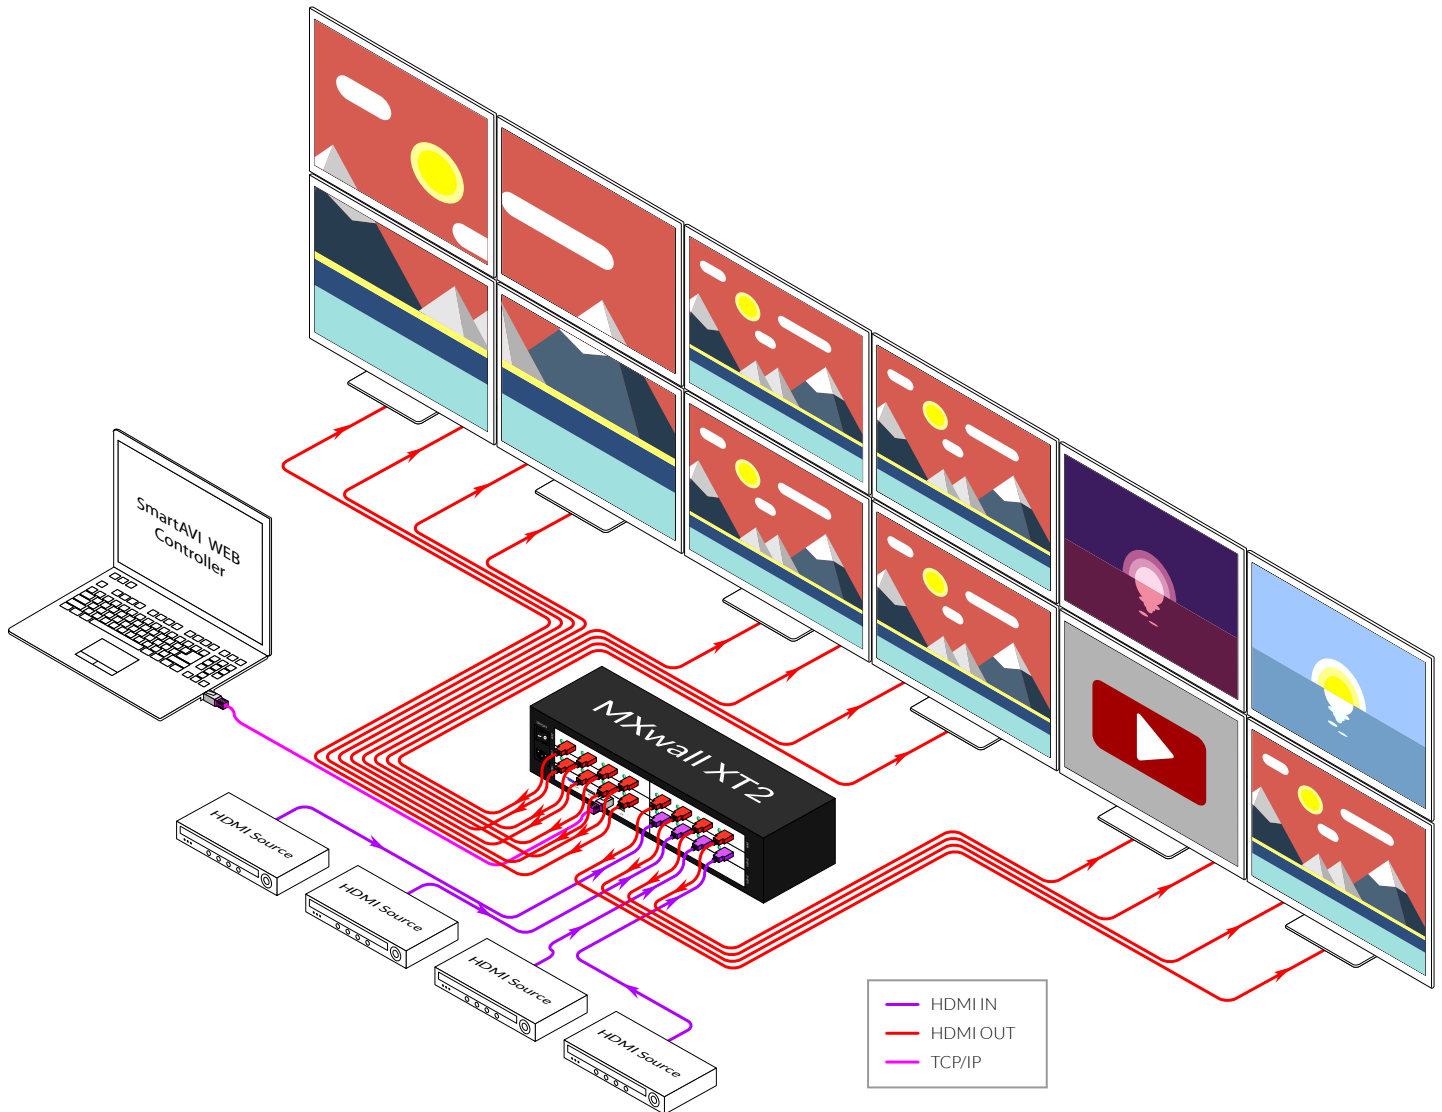 SmartAVI WEB
Controller
MXwall XT2
HDMI Source
HDMI Source
HDMI Source
HDMI Source
HDMI IN
HDMI OUT
TCP/IP